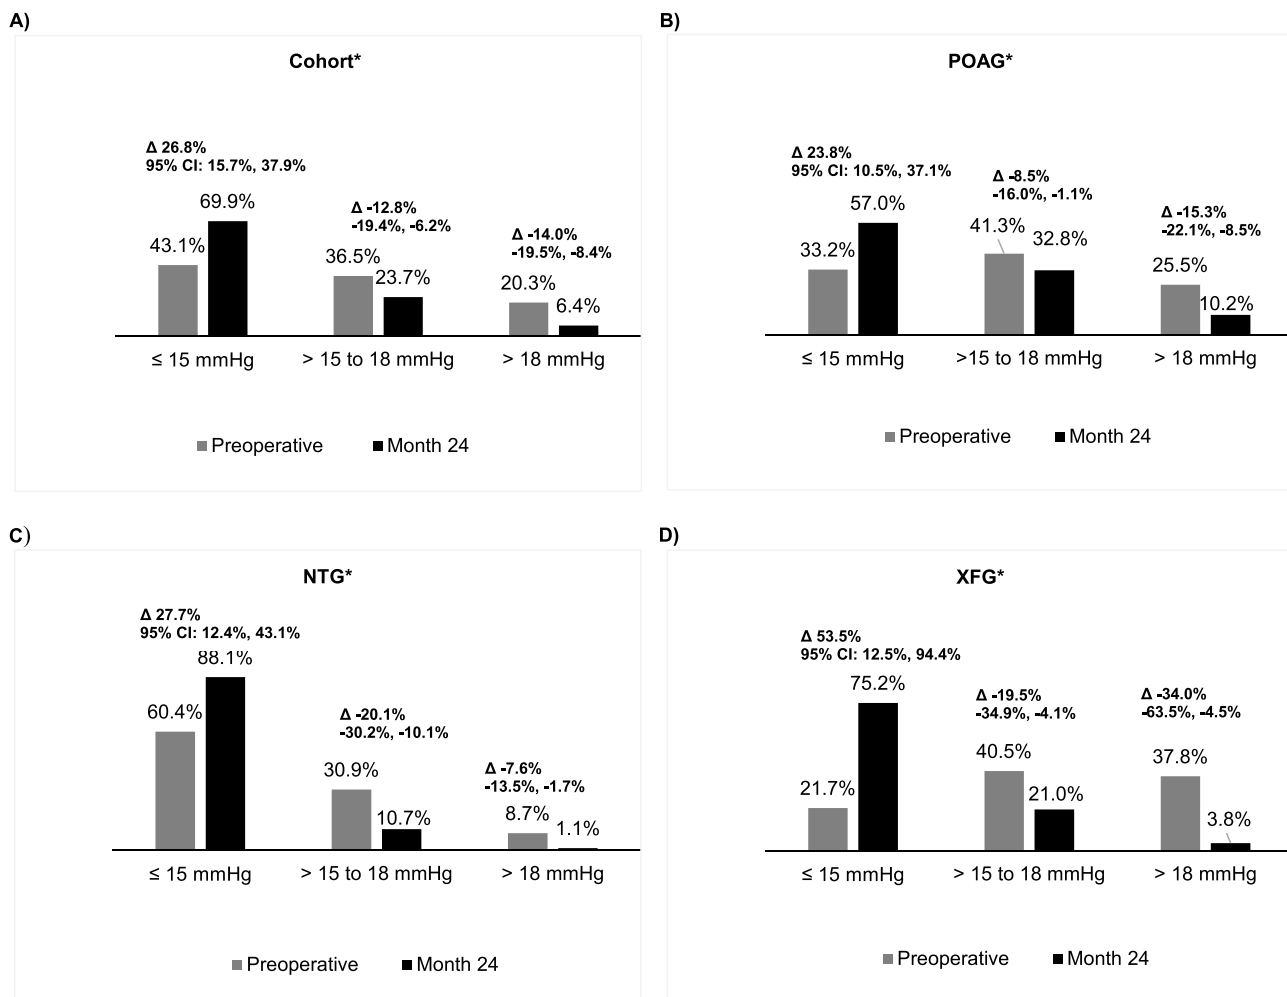 A)
Cohort*
Δ 26.8%
95% CI: 15.7%, 37.9%
69.9%
43.1%
Δ -12.8%
-19.4%, -6.2%
36.5%
23.7%
Δ -14.0%
-19.5%, -8.4%
20.3%
6.4%
≤ 15 mmHg
> 15 to 18 mmHg
> 18 mmHg
Preoperative
Month 24
B)
POAG*
Δ 23.8%
95% CI: 10.5%, 37.1%
57.0%
33.2%
Δ -8.5%
-16.0%, -1.1%
41.3%
32.8%
Δ -15.3%
-22.1%, -8.5%
25.5%
10.2%
≤ 15 mmHg
>15 to 18 mmHg
> 18 mmHg
Preoperative
Month 24
C)
NTG*
Δ 27.7%
95% CI: 12.4%, 43.1%
88.1%
60.4%
Δ -20.1%
-30.2%, -10.1%
30.9%
10.7%
Δ -7.6%
-13.5%, -1.7%
8.7%
1.1%
≤ 15 mmHg
> 15 to 18 mmHg
> 18 mmHg
Preoperative
Month 24
D)
XFG*
Δ 53.5%
95% CI: 12.5%, 94.4%
75.2%
21.7%
Δ -19.5%
-34.9%, -4.1%
40.5%
21.0%
Δ -34.0%
-63.5%, -4.5%
37.8%
3.8%
≤ 15 mmHg
> 15 to 18 mmHg
> 18 mmHg
Preoperative
Month 24